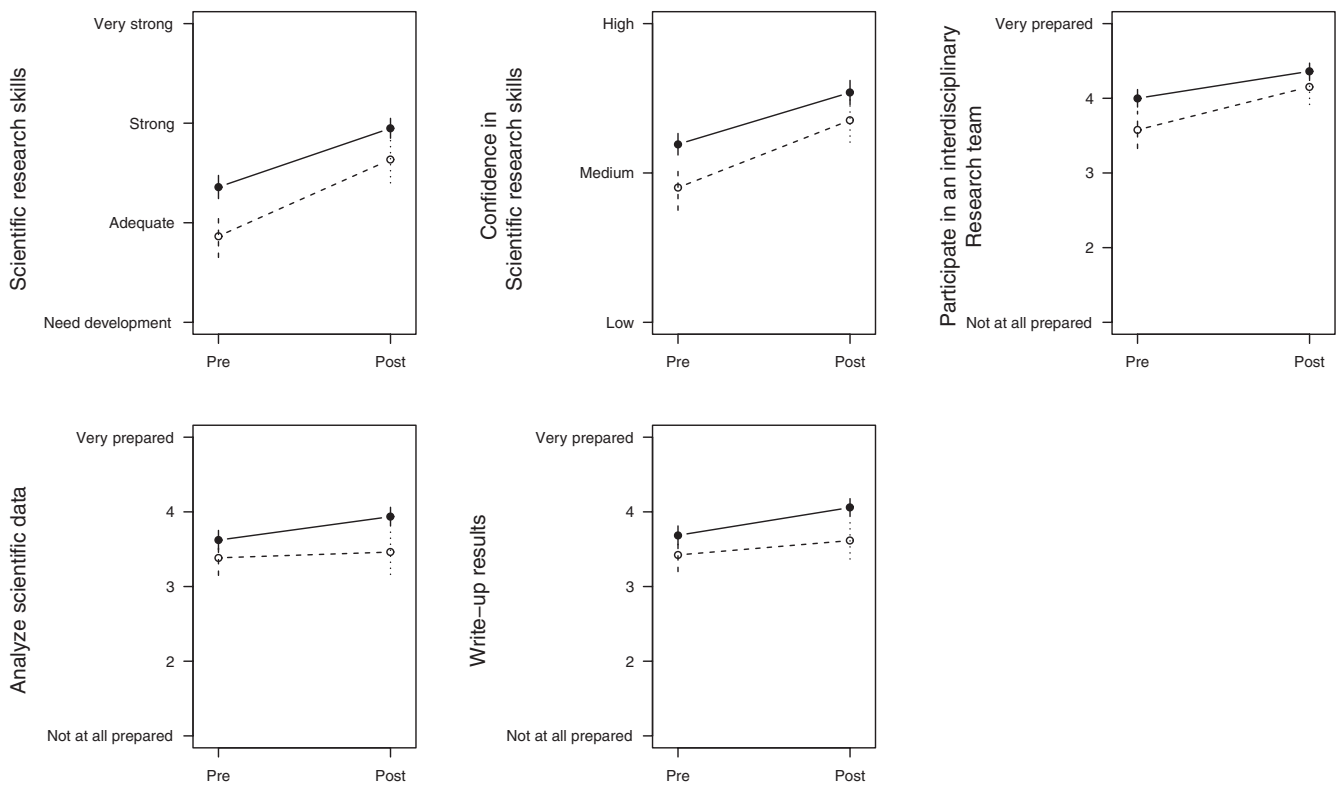 Scientific research skills
Very strong
Strong
Adequate
Need development
Pre
Post
Confidence in
Scientific research skills
High
Medium
Low
Pre
Post
Participate in an interdisciplinary
Research team
Very prepared
4
3
2
Not at all prepared
Pre
Post
Analyze scientific data
Very prepared
4
3
2
Not at all prepared
Pre
Post
Write−up results
Very prepared
4
3
2
Not at all prepared
Pre
Post